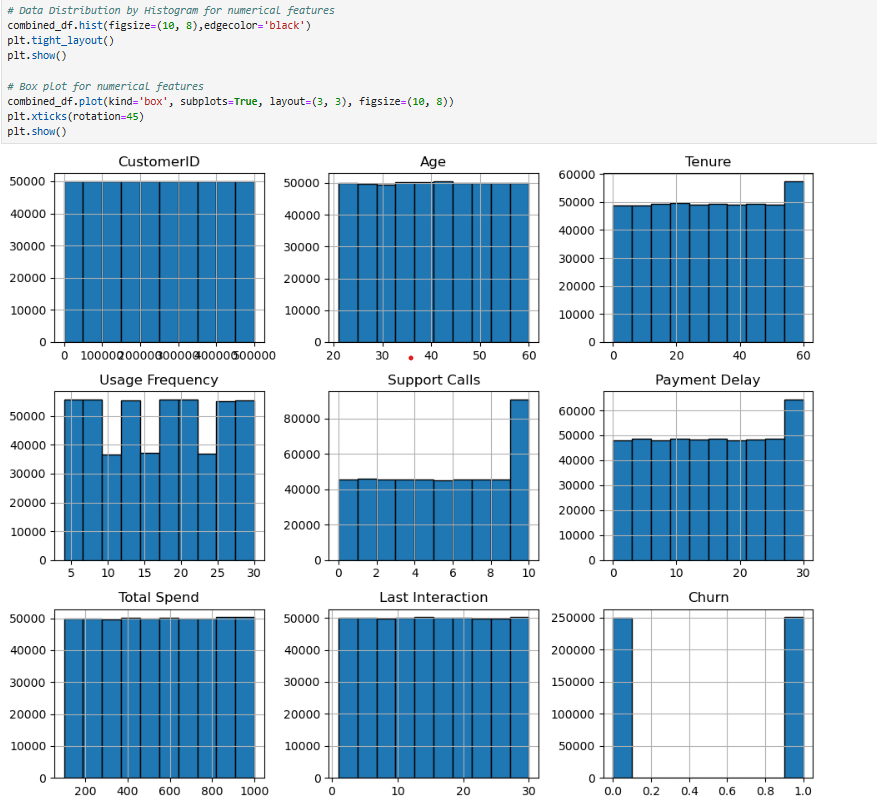 # Data Distribution by Histogram for numerical features
combined_df.hist(figsize=(10, 8),edgecolor='black')
plt.tight_layout()
plt.show()
# Box plot for numerical features
combined_df.plot(kind='box', subplots=True, layout=(3, 3), figsize=(10, 8))
plt.xticks(rotation=45)
plt.show()
CustomerID
50000
40000
30000
20000
10000
0
0 100000 200000 300000 400000 500000
Age
50000
40000
30000
20000
10000
0
20 30 40 50 60
Tenure
60000
50000
40000
30000
20000
10000
0
0 20 40 60
Usage Frequency
50000
40000
30000
20000
10000
0
5 10 15 20 25 30
Support Calls
80000
60000
40000
20000
0
0 2 4 6 8 10
Payment Delay
60000
50000
40000
30000
20000
10000
0
0 10 20 30
Total Spend
50000
40000
30000
20000
10000
0
200 400 600 800 1000
Last Interaction
50000
40000
30000
20000
10000
0
0 10 20 30
Churn
250000
200000
150000
100000
50000
0
0.0 0.2 0.4 0.6 0.8 1.0